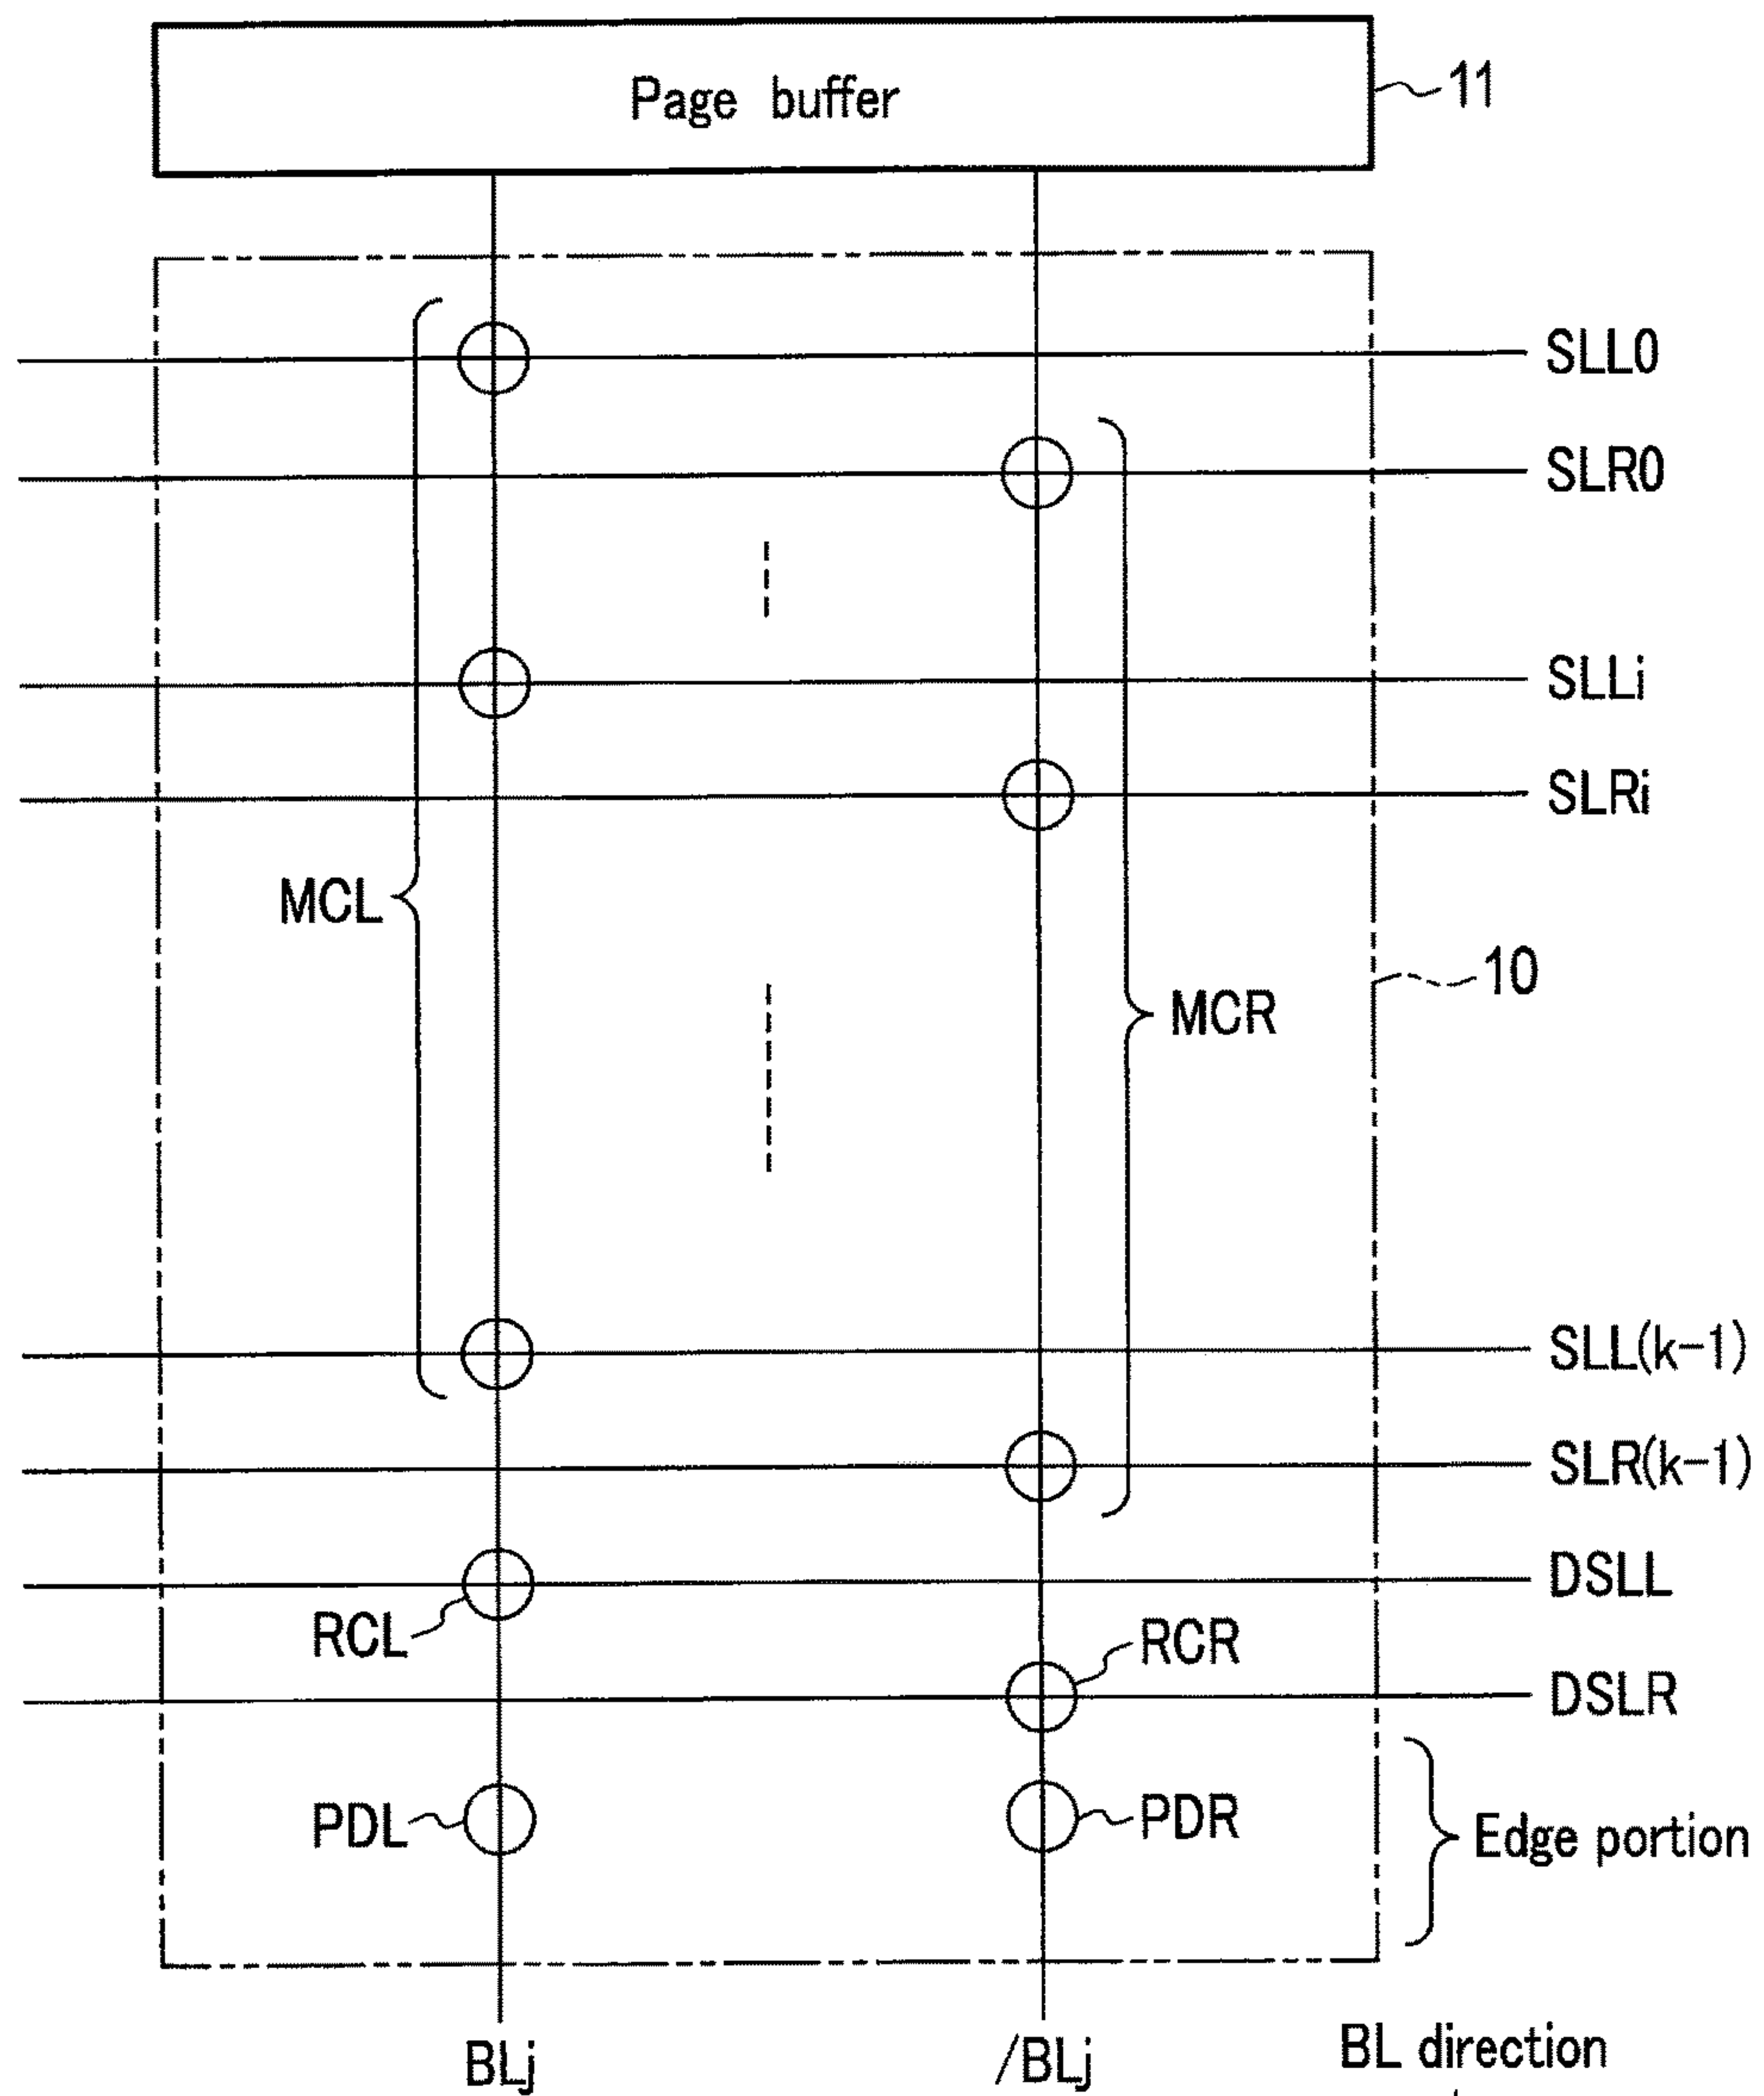 Page buffer
11
SLL0
SLR0
SLLi
SLRi
MCL
10
MCR
SLL(k-1)
SLR(k-1)
DSLL
RCL
RCR
DSLR
PDL
PDR
Edge portion
BLj
/BLj
BL direction